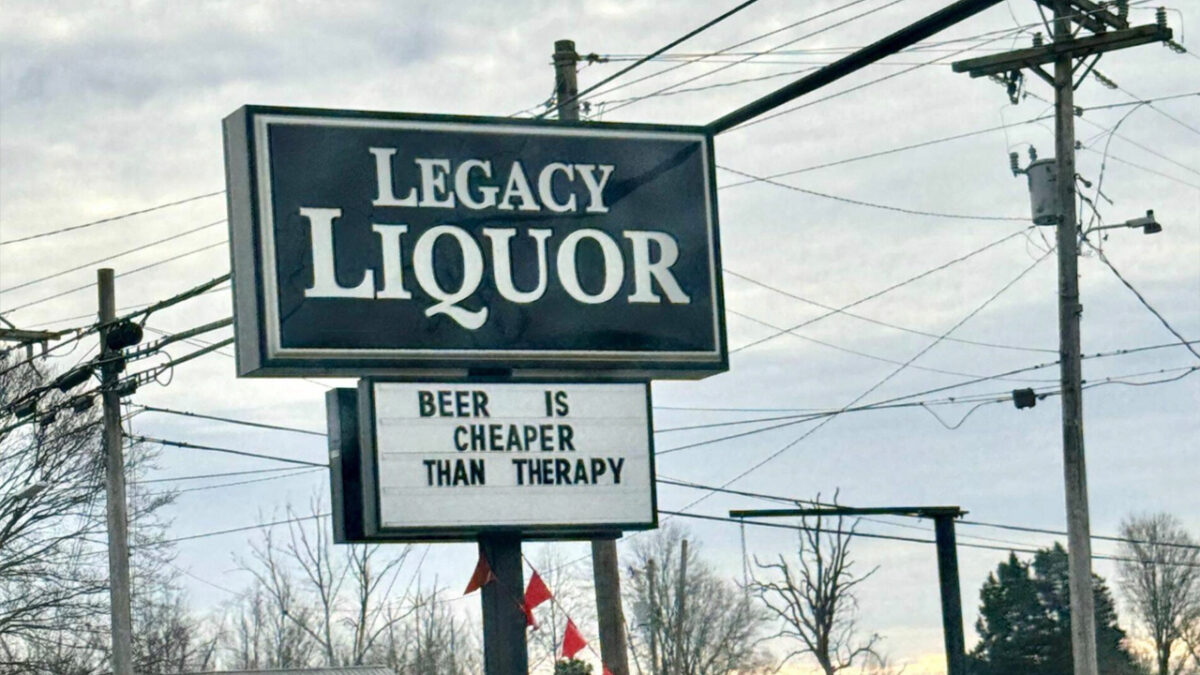 LEGACY
LIQUOR
BEER IS
CHEAPER
THAN THERAPY